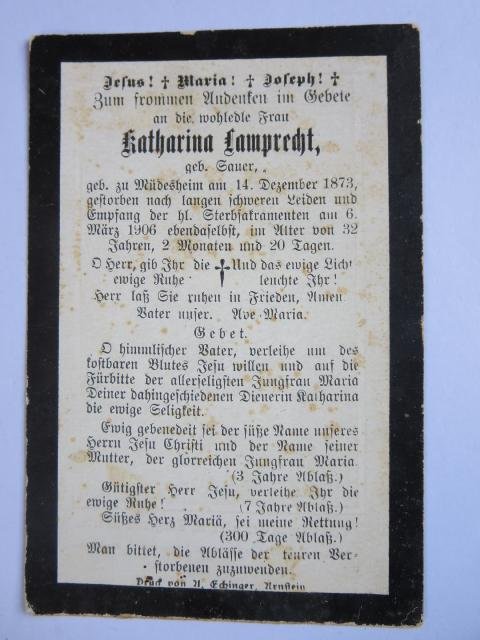 Jesus! † Maria! † Joseph! †
Zum frommen Andenken im Gebete
an die wohledle Frau
Katharina Lamprecht,
geb. Sauer,
geb. zu Müdesheim am 14. Dezember 1873,
gestorben nach langen schweren Leiden und
Empfang der hl. Sterbsakramenten am 6.
März 1906 ebendaselbst, im Alter von 32
Jahren, 2 Monaten und 20 Tagen.
O Herr, gib Ihr die † Und das ewige Licht
ewige Ruhe leuchte Ihr!
Herr laß Sie ruhen in Frieden, Amen
Vater unser. Ave Maria.
Gebet.
O himmlischer Vater, verleihe um des
kostbaren Blutes Jesu willen und auf die
Fürbitte der allerseligsten Jungfrau Maria
Deiner dahingeschiedenen Dienerin Katharina
die ewige Seligkeit.
Ewig gebenedeit sei der süße Name unseres
Herrn Jesu Christi und der Name seiner
Mutter, der glorreichen Jungfrau Maria.
(3 Jahre Ablaß.)
Gütigster Herr Jesu, verleihe Ihr die
ewige Ruhe! (7 Jahre Ablaß.)
Süßes Herz Mariä, sei meine Rettung!
(300 Tage Ablaß.)
Man bittet, die Ablässe der teuren Ver-
storbenen zuzuwenden.
Druck von A. Echinger, Arnstein